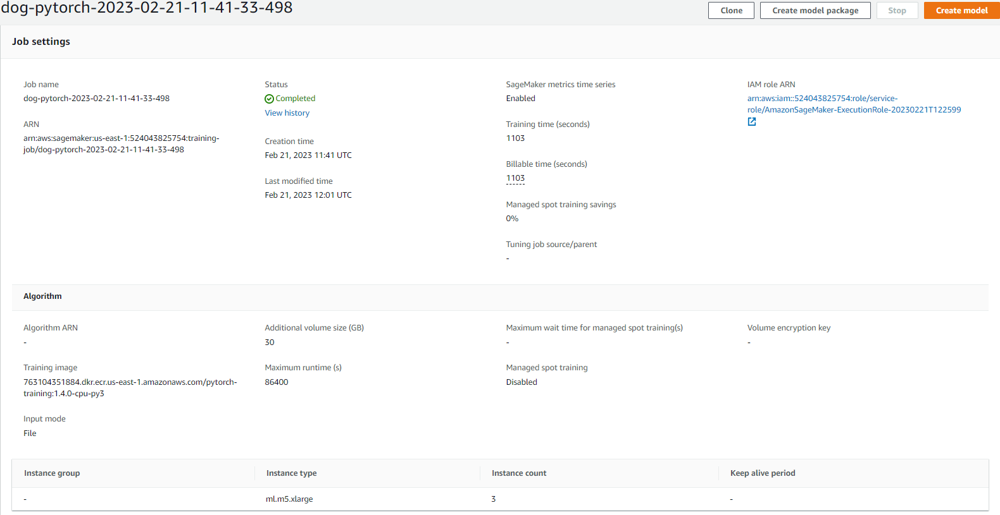 dog-pytorch-2023-02-21-11-41-33-498
Clone
Create model package
Stop
Create model
Job settings
Job name
dog-pytorch-2023-02-21-11-41-33-498
ARN
arn:aws:sagemaker:us-east-1:524043825754:training-
job/dog-pytorch-2023-02-21-11-41-33-498
Status
Completed
View history
Creation time
Feb 21, 2023 11:41 UTC
Last modified time
Feb 21, 2023 12:01 UTC
SageMaker metrics time series
Enabled
Training time (seconds)
1103
Billable time (seconds)
1103
Managed spot training savings
0%
Tuning job source/parent
-
IAM role ARN
arn:aws:iam::524043825754:role/service-
role/AmazonSageMaker-ExecutionRole-20230221T122599
Algorithm
Algorithm ARN
-
Training image
763104351884.dkr.ecr.us-east-1.amazonaws.com/pytorch-
training:1.4.0-cpu-py3
Input mode
File
Additional volume size (GB)
30
Maximum runtime (s)
86400
Maximum wait time for managed spot training(s)
-
Managed spot training
Disabled
Volume encryption key
-
Instance group
Instance type
Instance count
Keep alive period
-
ml.m5.xlarge
3
-